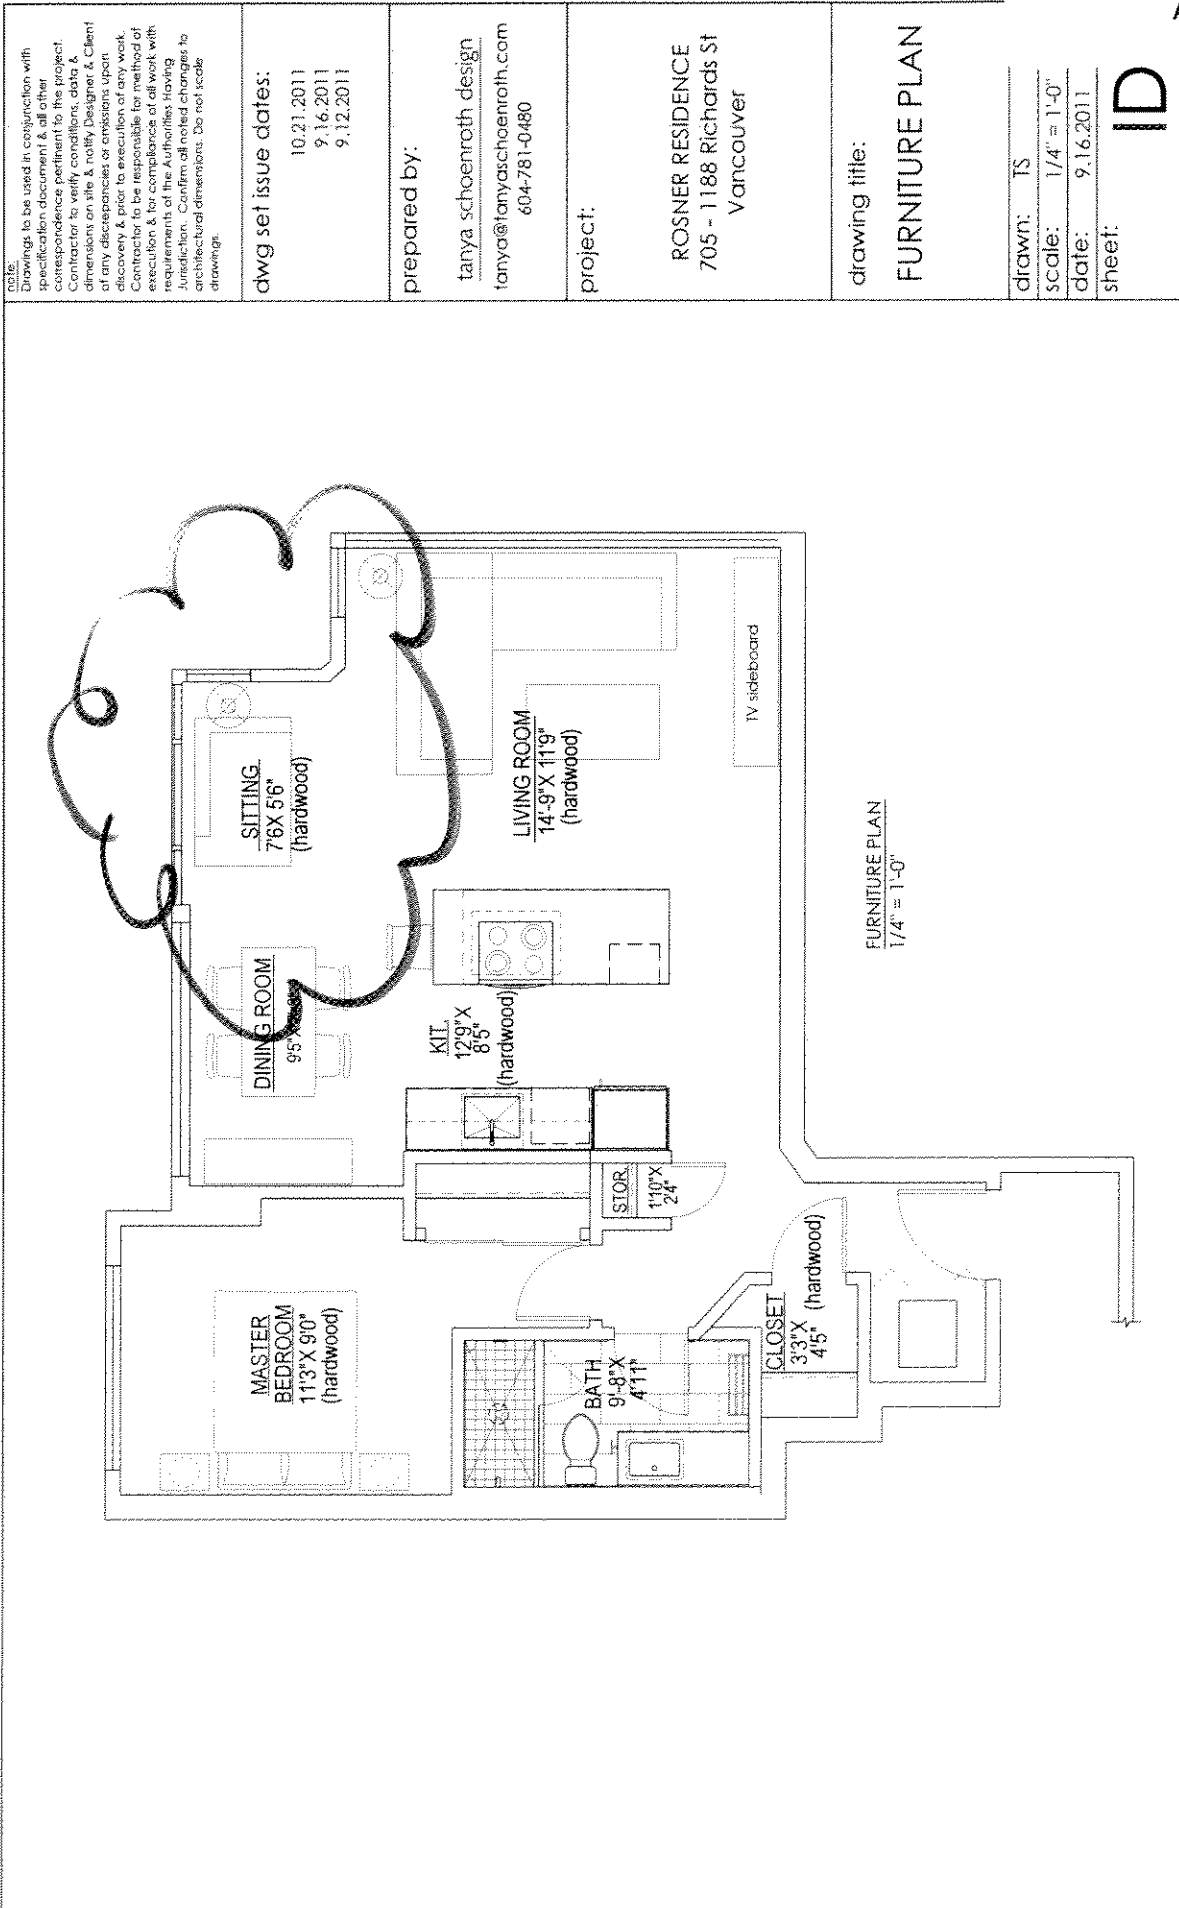 note:
Drawings to be used in conjunction with
specification document & all other
correspondence pertinent to the project.
Contractor to verify conditions, data &
dimensions on site & notify Designer & Client
of any discrepancies or omissions upon
discovery & prior to execution of any work.
Contractor to be responsible for method of
execution & for compliance of all work with
requirements of the Authorities Having
Jurisdiction. Confirm all noted changes to
architectural dimensions. Do not scale
drawings.
dwg set issue dates:
10.21.2011
9.16.2011
9.12.2011
prepared by:
tanya schoenroth design
tanya@tanyaschoenroth.com
604-781-0480
project:
ROSNER RESIDENCE
705 - 1188 Richards St
Vancouver
drawing title:
FURNITURE PLAN
drawn: TS
scale: 1/4" = 1'-0"
date: 9.16.2011
sheet:
ID
MASTER
BEDROOM
11'3"X 9'0"
(hardwood)
DINING ROOM
9'5"X
SITTING
7'6X 5'6"
(hardwood)
KIT.
12'9"X
8'5"
(hardwood)
LIVING ROOM
14'-9"X 11'9"
(hardwood)
TV sideboard
STOR.
1'10"X
2'4"
BATH
9'-8"X
4'11"
CLOSET
3'3"X
4'5" (hardwood)
FURNITURE PLAN
1/4" = 1'-0"